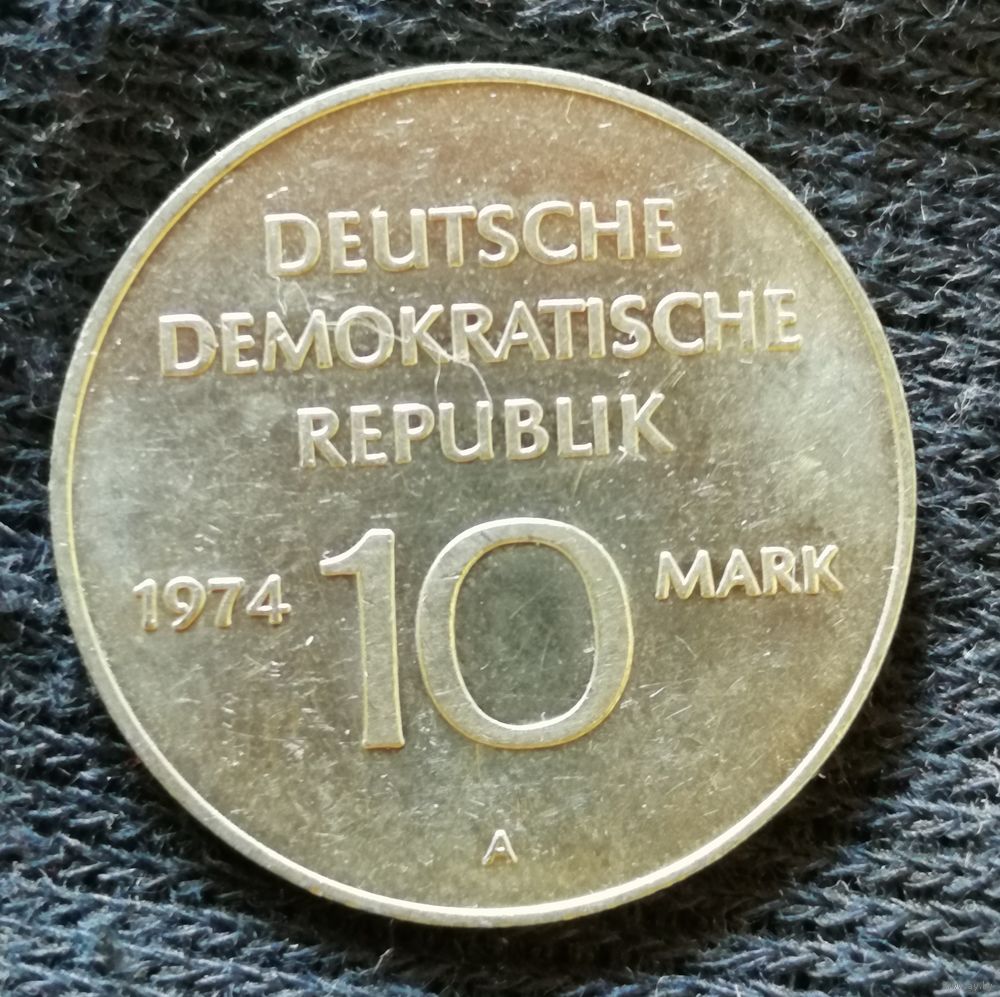 DEUTSCHE
DEMOKRATISCHE
REPUBLIK
1974 10 MARK
A